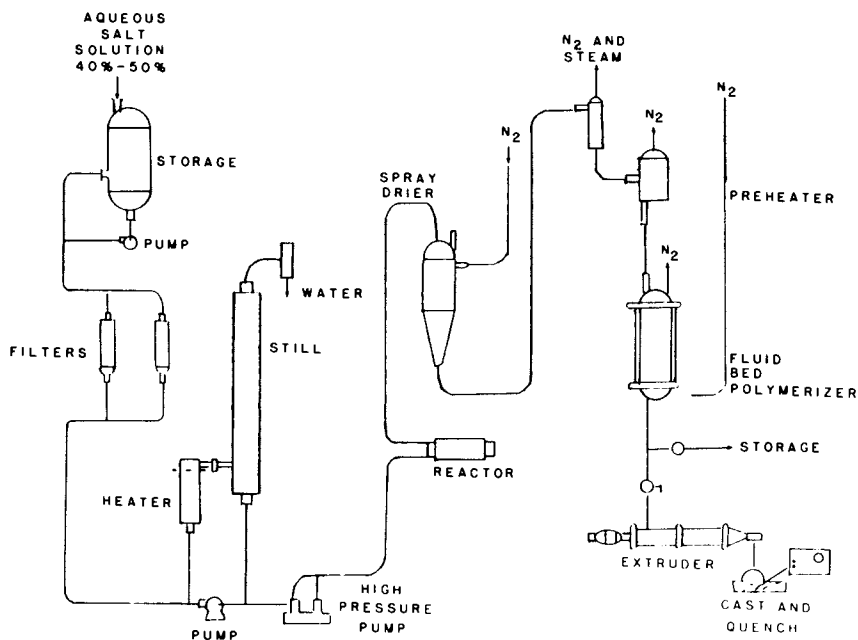 AQUEOUS
SALT
SOLUTION
40%-50%
STORAGE
PUMP
FILTERS
WATER
STILL
HEATER
PUMP
HIGH
PRESSURE
PUMP
SPRAY
DRIER
N2
REACTOR
N2 AND
STEAM
N2
N2
PREHEATER
N2
FLUID
BED
POLYMERIZER
STORAGE
EXTRUDER
CAST AND
QUENCH